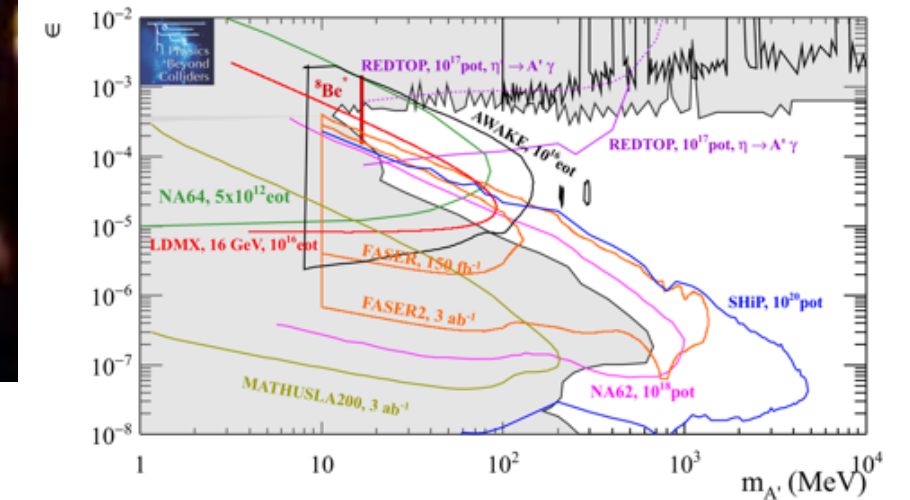 10⁻²
ϵ
Physics
Beyond
Colliders
REDTOP, 10¹⁷pot, η' → A' γ
10⁻³
⁸Be*
AWAKE, 10¹⁶eot
REDTOP, 10¹⁷pot, η → A' γ
10⁻⁴
NA64, 5x10¹²eot
10⁻⁵
LDMX, 16 GeV, 10¹⁶eot
FASER, 150 fb⁻¹
10⁻⁶
FASER2, 3 ab⁻¹
SHiP, 10²⁰pot
10⁻⁷
MATHUSLA200, 3 ab⁻¹
NA62, 10¹⁸pot
10⁻⁸
1 10 10² 10³ 10⁴
m_A' (MeV)